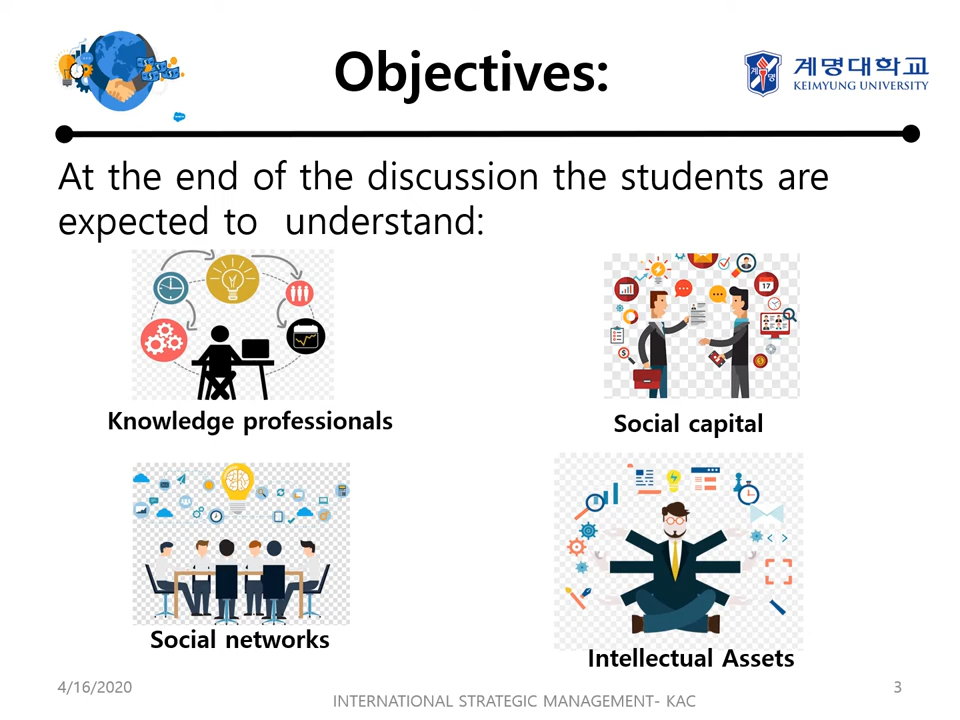 Objectives:
계명대학교
KEIMYUNG UNIVERSITY
At the end of the discussion the students are
expected to understand:
Knowledge professionals
17
Social capital
Social networks
Intellectual Assets
4/16/2020
INTERNATIONAL STRATEGIC MANAGEMENT- KAC
3